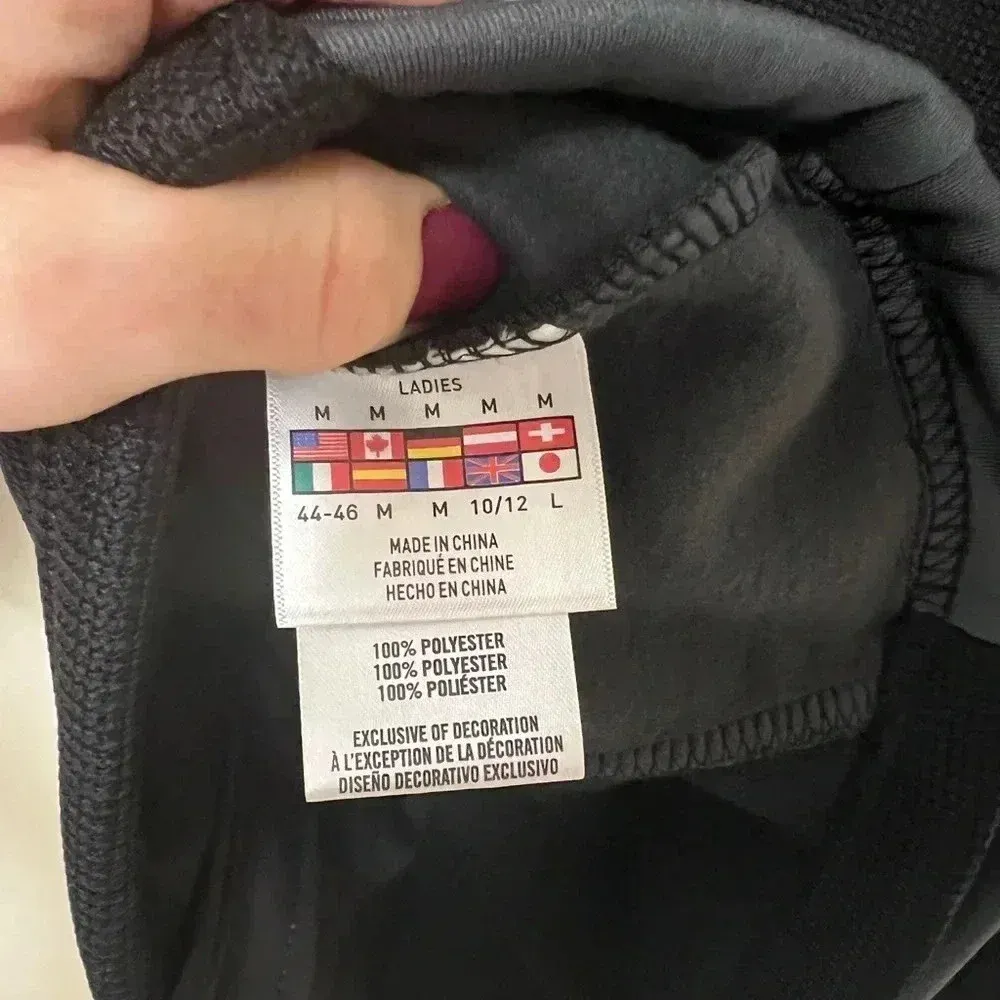 LADIES
M M M M M
44-46 M M 10/12 L
MADE IN CHINA
FABRIQUÉ EN CHINE
HECHO EN CHINA
100% POLYESTER
100% POLYESTER
100% POLIÉSTER
EXCLUSIVE OF DECORATION
À L'EXCEPTION DE LA DÉCORATION
DISEÑO DECORATIVO EXCLUSIVO